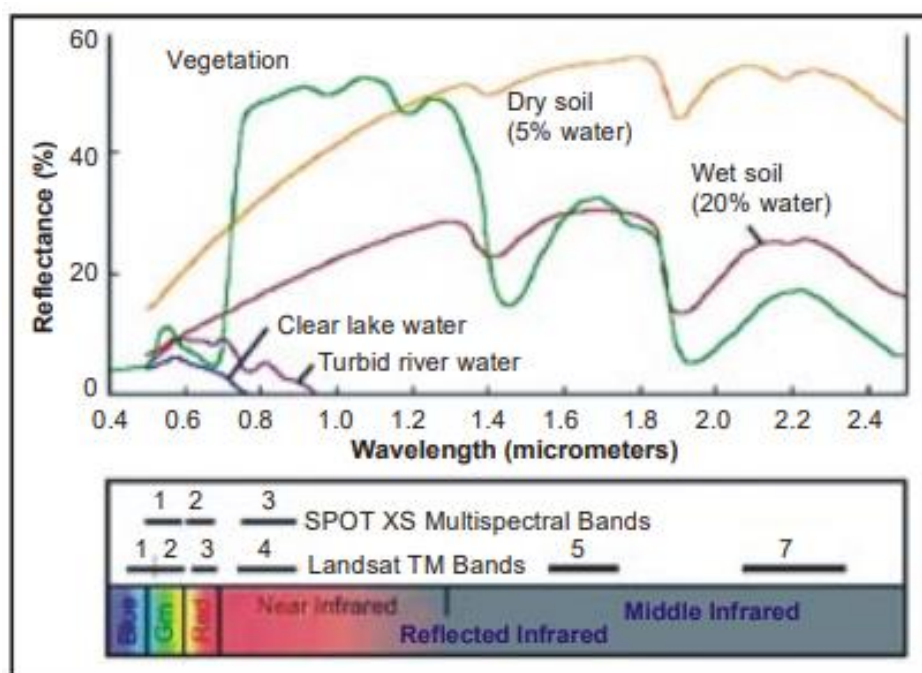 60
Vegetation
Dry soil
(5% water)
40
Wet soil
(20% water)
Reflectance (%)
20
Clear lake water
Turbid river water
0
0.4 0.6 0.8 1.0 1.2 1.4 1.6 1.8 2.0 2.2 2.4
Wavelength (micrometers)
1 2 3
SPOT XS Multispectral Bands
1 2 3 4 Landsat TM Bands 5 7
Blue Grn Red Near Infrared Middle Infrared
Reflected Infrared